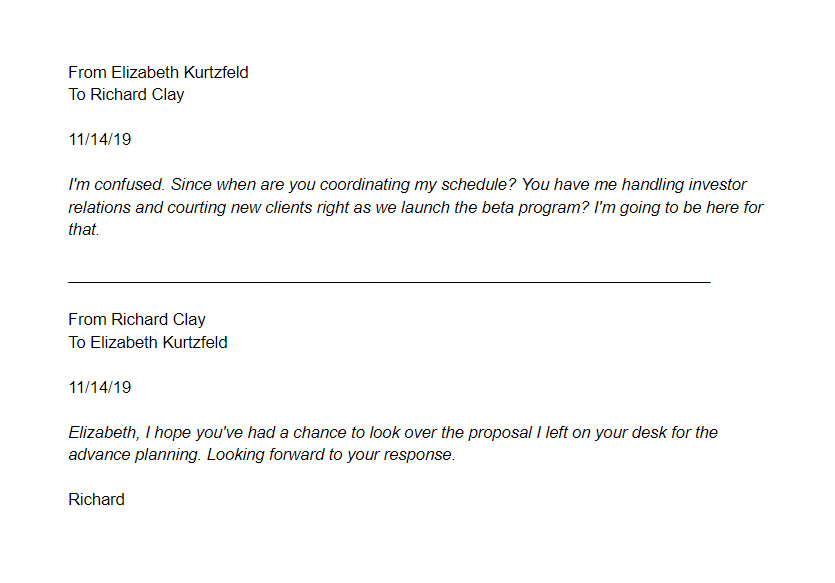 From Elizabeth Kurtzfeld
To Richard Clay
11/14/19
I'm confused. Since when are you coordinating my schedule? You have me handling investor
relations and courting new clients right as we launch the beta program? I'm going to be here for
that.
From Richard Clay
To Elizabeth Kurtzfeld
11/14/19
Elizabeth, I hope you've had a chance to look over the proposal I left on your desk for the
advance planning. Looking forward to your response.
Richard